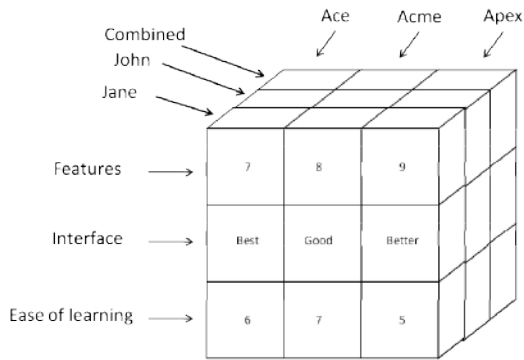 Ace Acme Apex
Combined
John
Jane
Features 7 8 9
Interface Best Good Better
Ease of learning 6 7 5